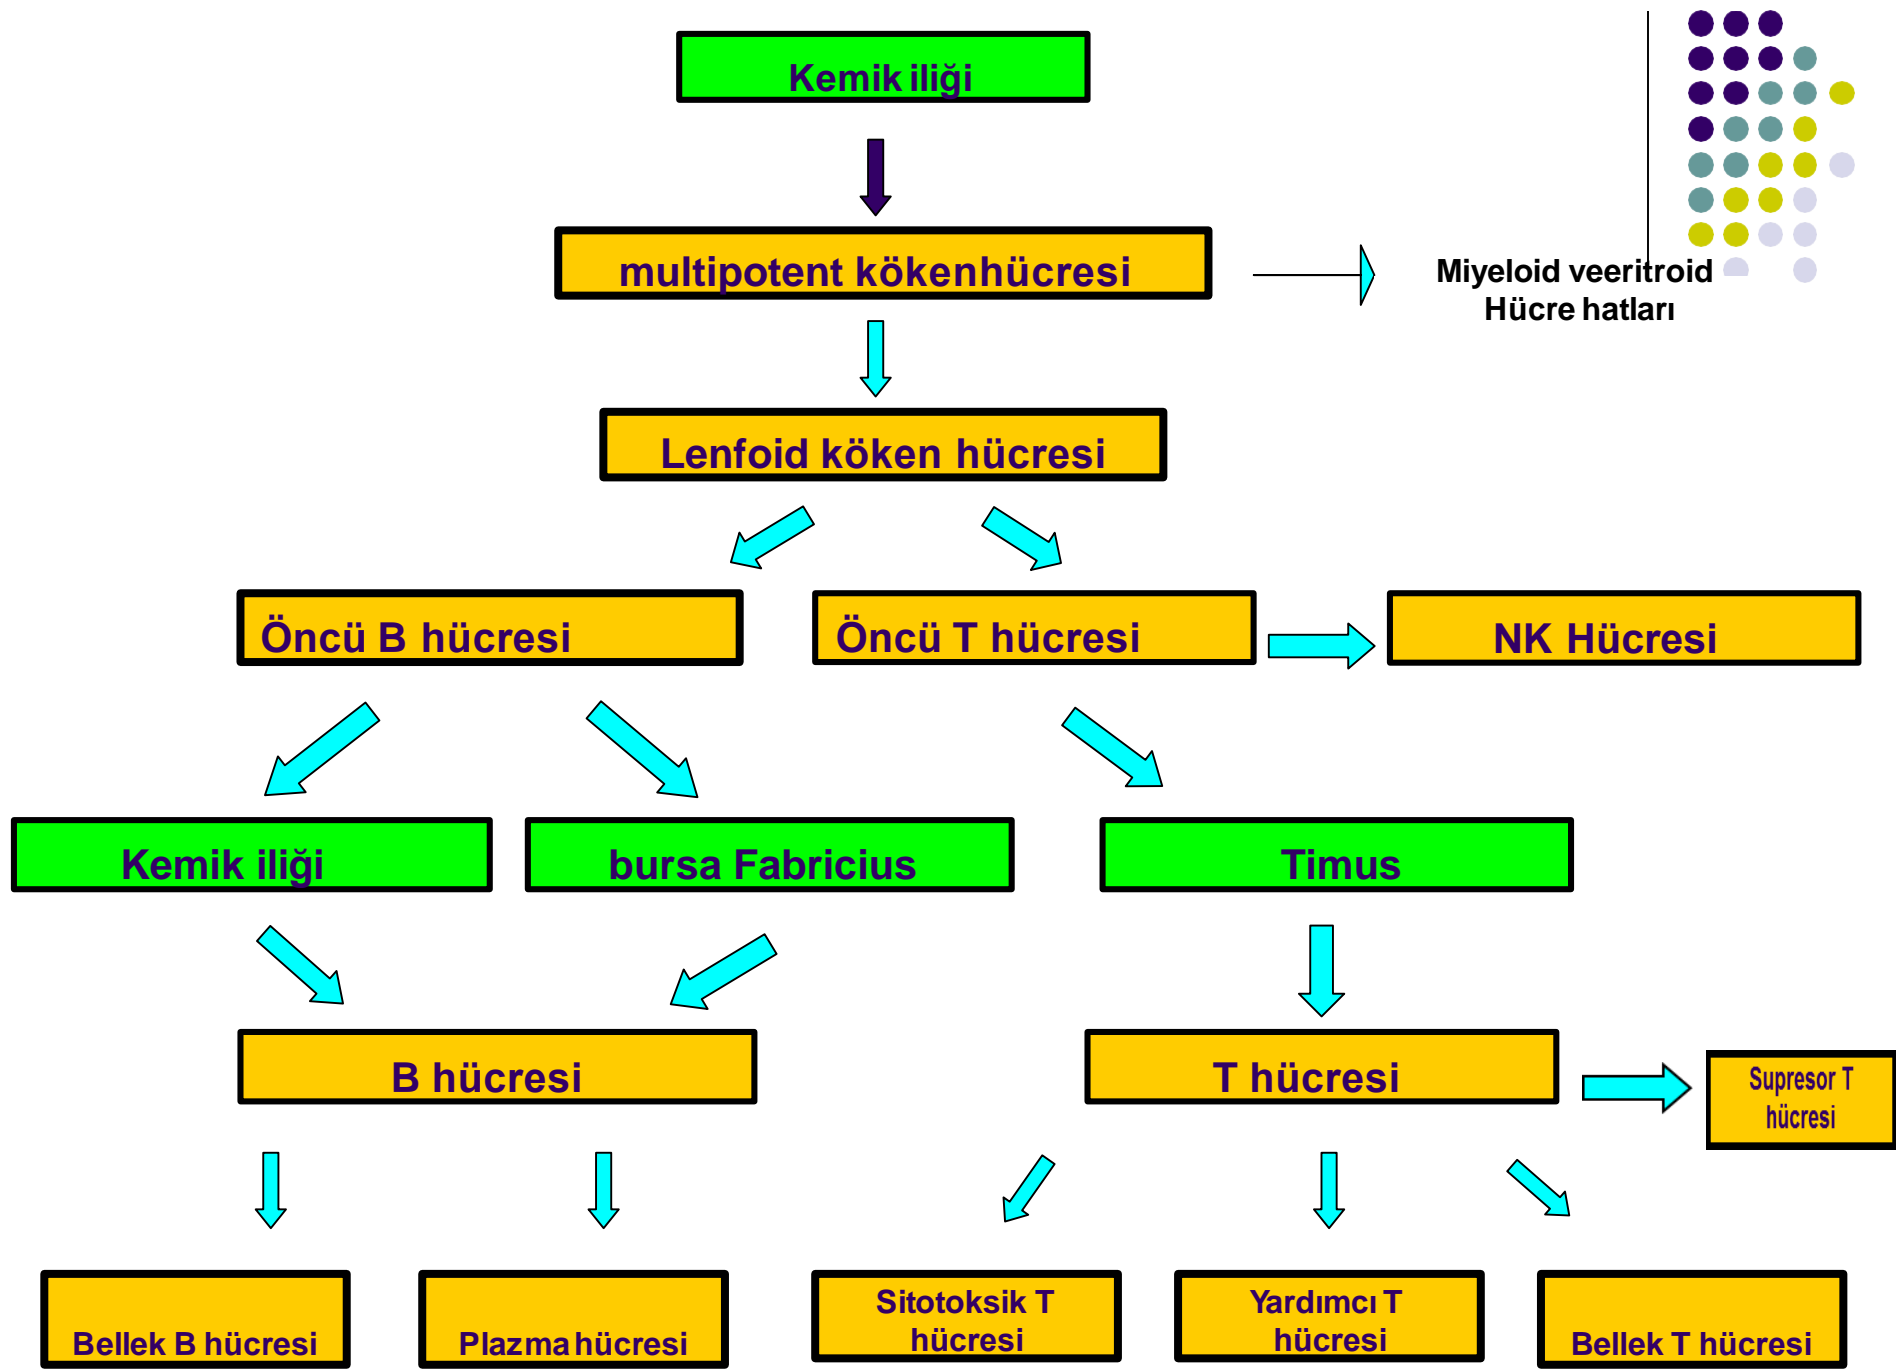 Kemik iliği
multipotent kökenhücresi
Miyeloid veeritroid
Hücre hatları
Lenfoid köken hücresi
Öncü B hücresi
Öncü T hücresi
NK Hücresi
Kemik iliği
bursa Fabricius
Timus
B hücresi
T hücresi
Supresor T
hücresi
Bellek B hücresi
Plazma hücresi
Sitotoksik T
hücresi
Yardımcı T
hücresi
Bellek T hücresi